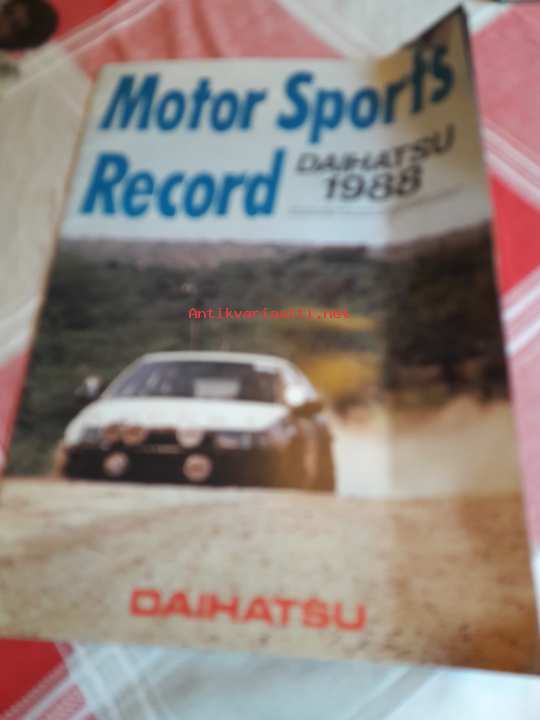 Motor Sports
Record
DAIHATSU
1988
Antikvariaatti.net
DAIHATSU